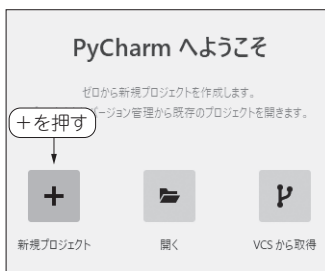 PyCharm へようこそ
ゼロから新規プロジェクトを作成します。
ージョン管理から既存のプロジェクトを開きます。
＋を押す
新規プロジェクト
開く
VCS から取得